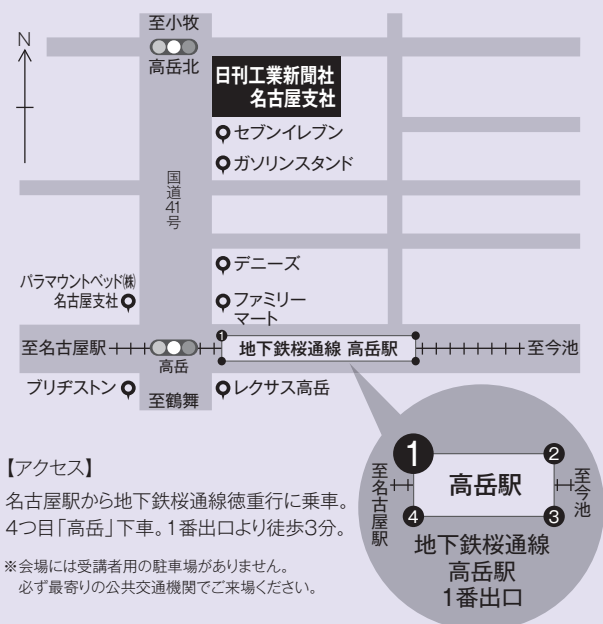 至小牧
N
高岳北
日刊工業新聞社
名古屋支社
セブンイレブン
ガソリンスタンド
国道41号
デニーズ
パラマウントベッド㈱
名古屋支社
ファミリー
マート
至名古屋駅
1
地下鉄桜通線 高岳駅
至今池
高岳
ブリヂストン
至鶴舞
レクサス高岳
【アクセス】
名古屋駅から地下鉄桜通線徳重行に乗車。
4つ目「高岳」下車。1番出口より徒歩3分。
※会場には受講者用の駐車場がありません。
必ず最寄りの公共交通機関でご来場ください。
1
2
至名古屋駅
高岳駅
至今池
4
3
地下鉄桜通線
高岳駅
1番出口